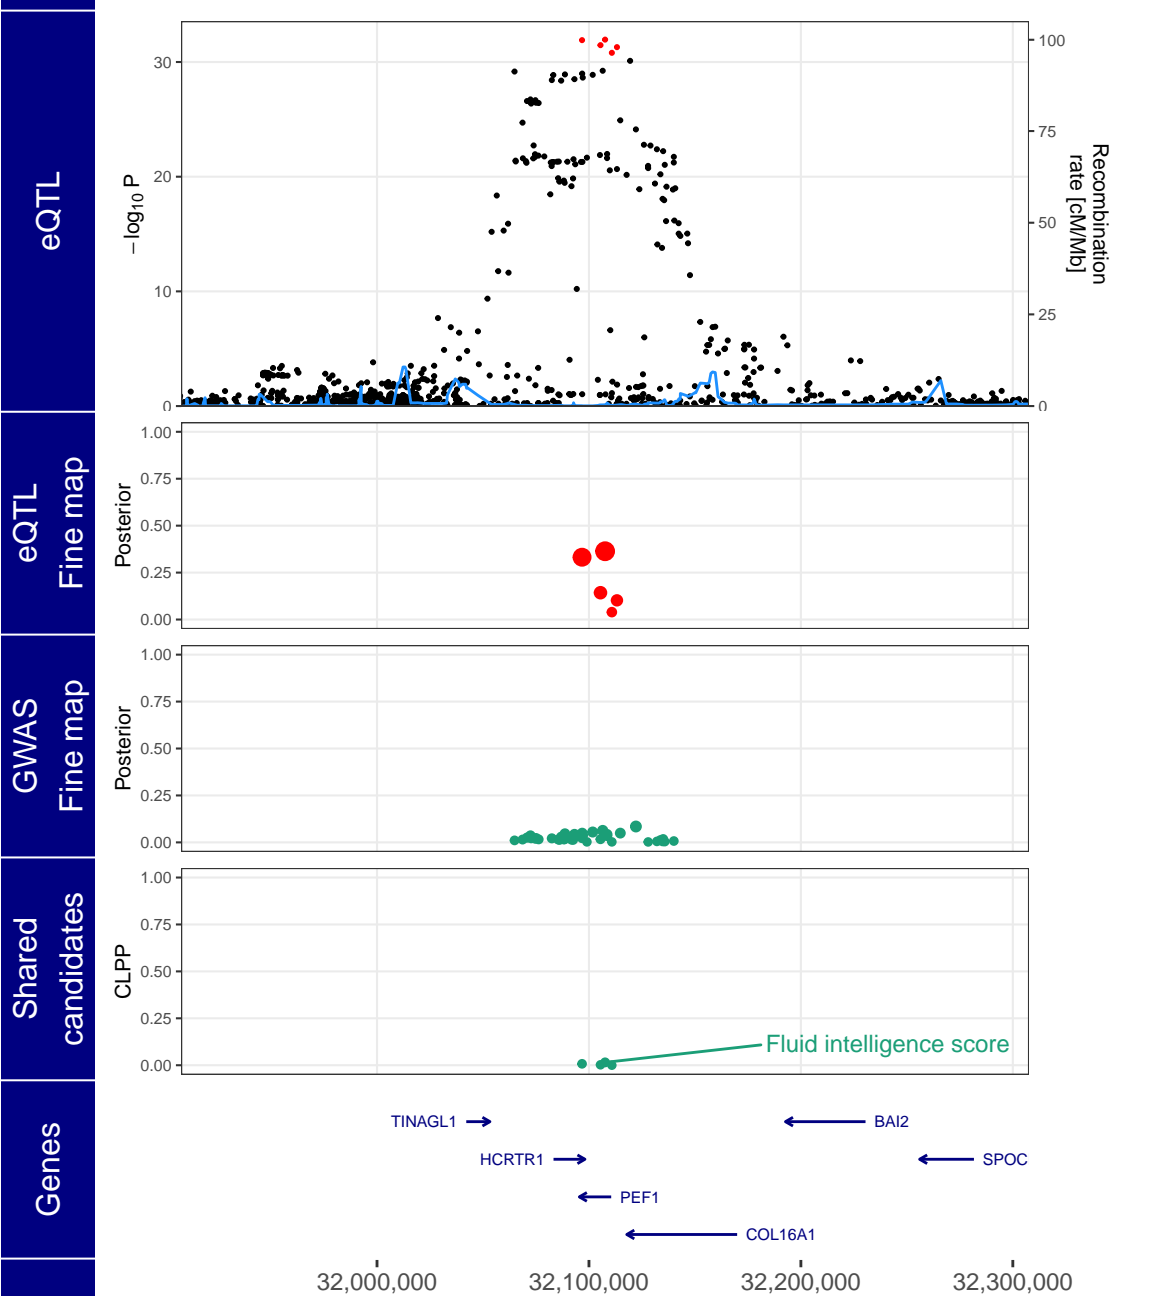 eQTL
−log10 P
30
20
10
0
100
75
50
25
0
Recombination
rate [cM/Mb]
eQTL
Fine map
Posterior
1.00
0.75
0.50
0.25
0.00
GWAS
Fine map
Posterior
1.00
0.75
0.50
0.25
0.00
Shared
candidates
CLPP
1.00
0.75
0.50
0.25
0.00
Fluid intelligence score
Genes
TINAGL1
BAI2
HCRTR1
SPOC
PEF1
COL16A1
32,000,000
32,100,000
32,200,000
32,300,000